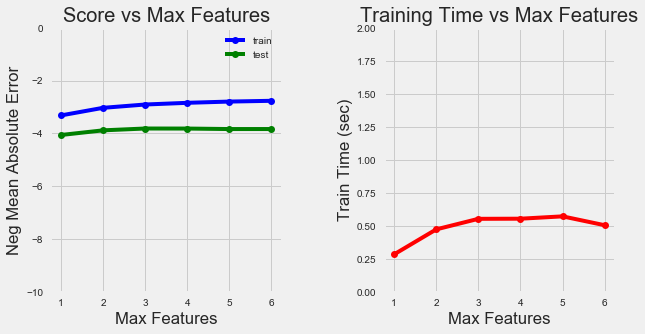 Score vs Max Features
train
test
Neg Mean Absolute Error
0
−2
−4
−6
−8
−10
1 2 3 4 5 6
Max Features
Training Time vs Max Features
Train Time (sec)
2.00
1.75
1.50
1.25
1.00
0.75
0.50
0.25
0.00
1 2 3 4 5 6
Max Features